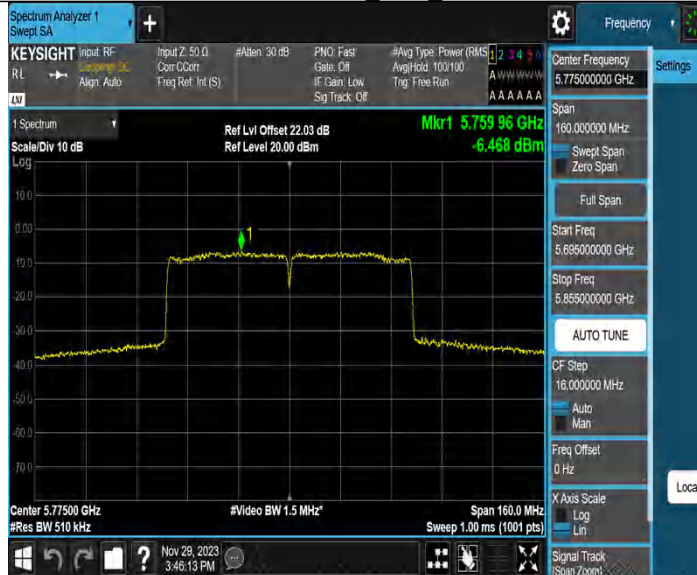 Spectrum Analyzer 1
Swept SA
+
Frequency
KEYSIGHT
RL
Input: RF
Coupling: DC
Align: Auto
Input Z: 50 Ω
Corr CCorr
Freq Ref: Int (S)
#Atten: 30 dB
PNO: Fast
Gate: Off
IF Gain: Low
Sig Track: Off
#Avg Type: Power (RMS
Avg|Hold: 100/100
Trig: Free Run
1 2 3 4 5 6
A W W W W W
A A A A A A
LXI
1 Spectrum
Scale/Div 10 dB
Ref Lvl Offset 22.03 dB
Ref Level 20.00 dBm
Mkr1 5.759 96 GHz
-6.468 dBm
Log
10.0
0.00
-10.0
-20.0
-30.0
-40.0
-50.0
-60.0
-70.0
1
Center 5.77500 GHz
#Res BW 510 kHz
#Video BW 1.5 MHz*
Span 160.0 MHz
Sweep 1.00 ms (1001 pts)
?
Nov 29, 2023
3:46:13 PM
Center Frequency
5.775000000 GHz
Settings
Span
160.000000 MHz
Swept Span
Zero Span
Full Span
Start Freq
5.695000000 GHz
Stop Freq
5.855000000 GHz
AUTO TUNE
CF Step
16.000000 MHz
Auto
Man
Freq Offset
0 Hz
X Axis Scale
Log
Lin
Loca
Signal Track
(Span Zoom)